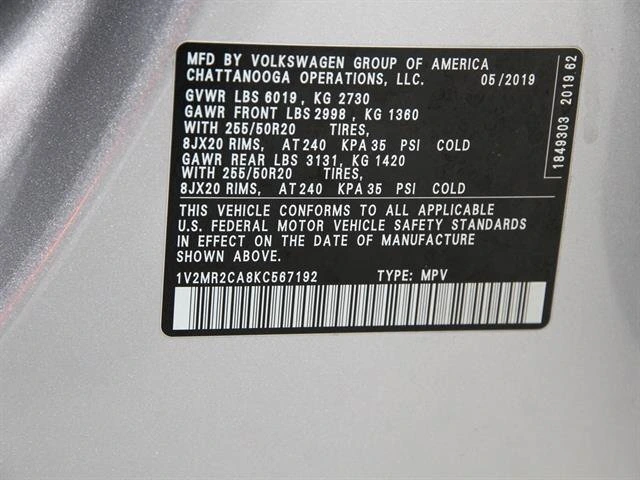 MFD BY VOLKSWAGEN GROUP OF AMERICA
CHATTANOOGA OPERATIONS, LLC. 05/2019
GVWR LBS 6019, KG 2730
GAWR FRONT LBS 2998, KG 1360
WITH 255/50R20 TIRES,
8JX20 RIMS, AT 240 KPA 35 PSI COLD
GAWR REAR LBS 3131, KG 1420
WITH 255/50R20 TIRES,
8JX20 RIMS, AT 240 KPA 35 PSI COLD
THIS VEHICLE CONFORMS TO ALL APPLICABLE
U.S. FEDERAL MOTOR VEHICLE SAFETY STANDARDS
IN EFFECT ON THE DATE OF MANUFACTURE
SHOWN ABOVE.
1V2MR2CA8KC567192 TYPE: MPV
1849303 2019.62